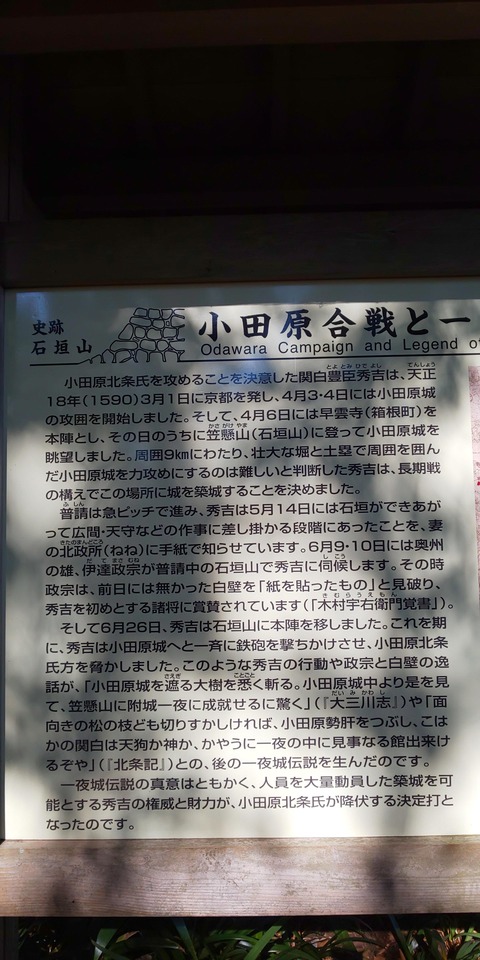 史跡
石垣山
小田原合戦と一
Odawara Campaign and Legend o
小田原北条氏を攻めることを決意した関白豊臣秀吉は、天正
18年(1590)3月1日に京都を発し、4月3・4日には小田原城
の攻囲を開始しました。そして、4月6日には早雲寺(箱根町)を
本陣とし、その日のうちに笠懸山(石垣山)に登って小田原城を
眺望しました。周囲9kmにわたり、壮大な堀と土塁で周囲を囲ん
だ小田原城を力攻めにするのは難しいと判断した秀吉は、長期戦
の構えでこの場所に城を築城することを決めました。
普請は急ピッチで進み、秀吉は5月14日には石垣ができあが
って広間・天守などの作事に差し掛かる段階にあったことを、妻
の北政所(ねね)に手紙で知らせています。6月9・10日には奥州
の雄、伊達政宗が普請中の石垣山で秀吉に伺候します。その時
政宗は、前日には無かった白壁を「紙を貼ったもの」と見破り、
秀吉を初めとする諸将に賞賛されています(『木村宇右衛門覚書』)。
そして6月26日、秀吉は石垣山に本陣を移しました。これを期
に、秀吉は小田原城へと一斉に鉄砲を撃ちかけさせ、小田原北条
氏方を脅かしました。このような秀吉の行動や政宗と白壁の逸
話が、「小田原城を遮る大樹を悉く斬る。小田原城中より是を見
て、笠懸山に附城一夜に成就せるに驚く」(『大三川志』)や「面
向きの松の枝ども切りすかしければ、小田原勢肝をつぶし、こは
かの関白は天狗か神か、かやうに一夜の中に見事なる館出来け
るぞや」(『北条記』)との、後の一夜城伝説を生んだのです。
一夜城伝説の真意はともかく、人員を大量動員した築城を可
能とする秀吉の権威と財力が、小田原北条氏が降伏する決定打と
なったのです。